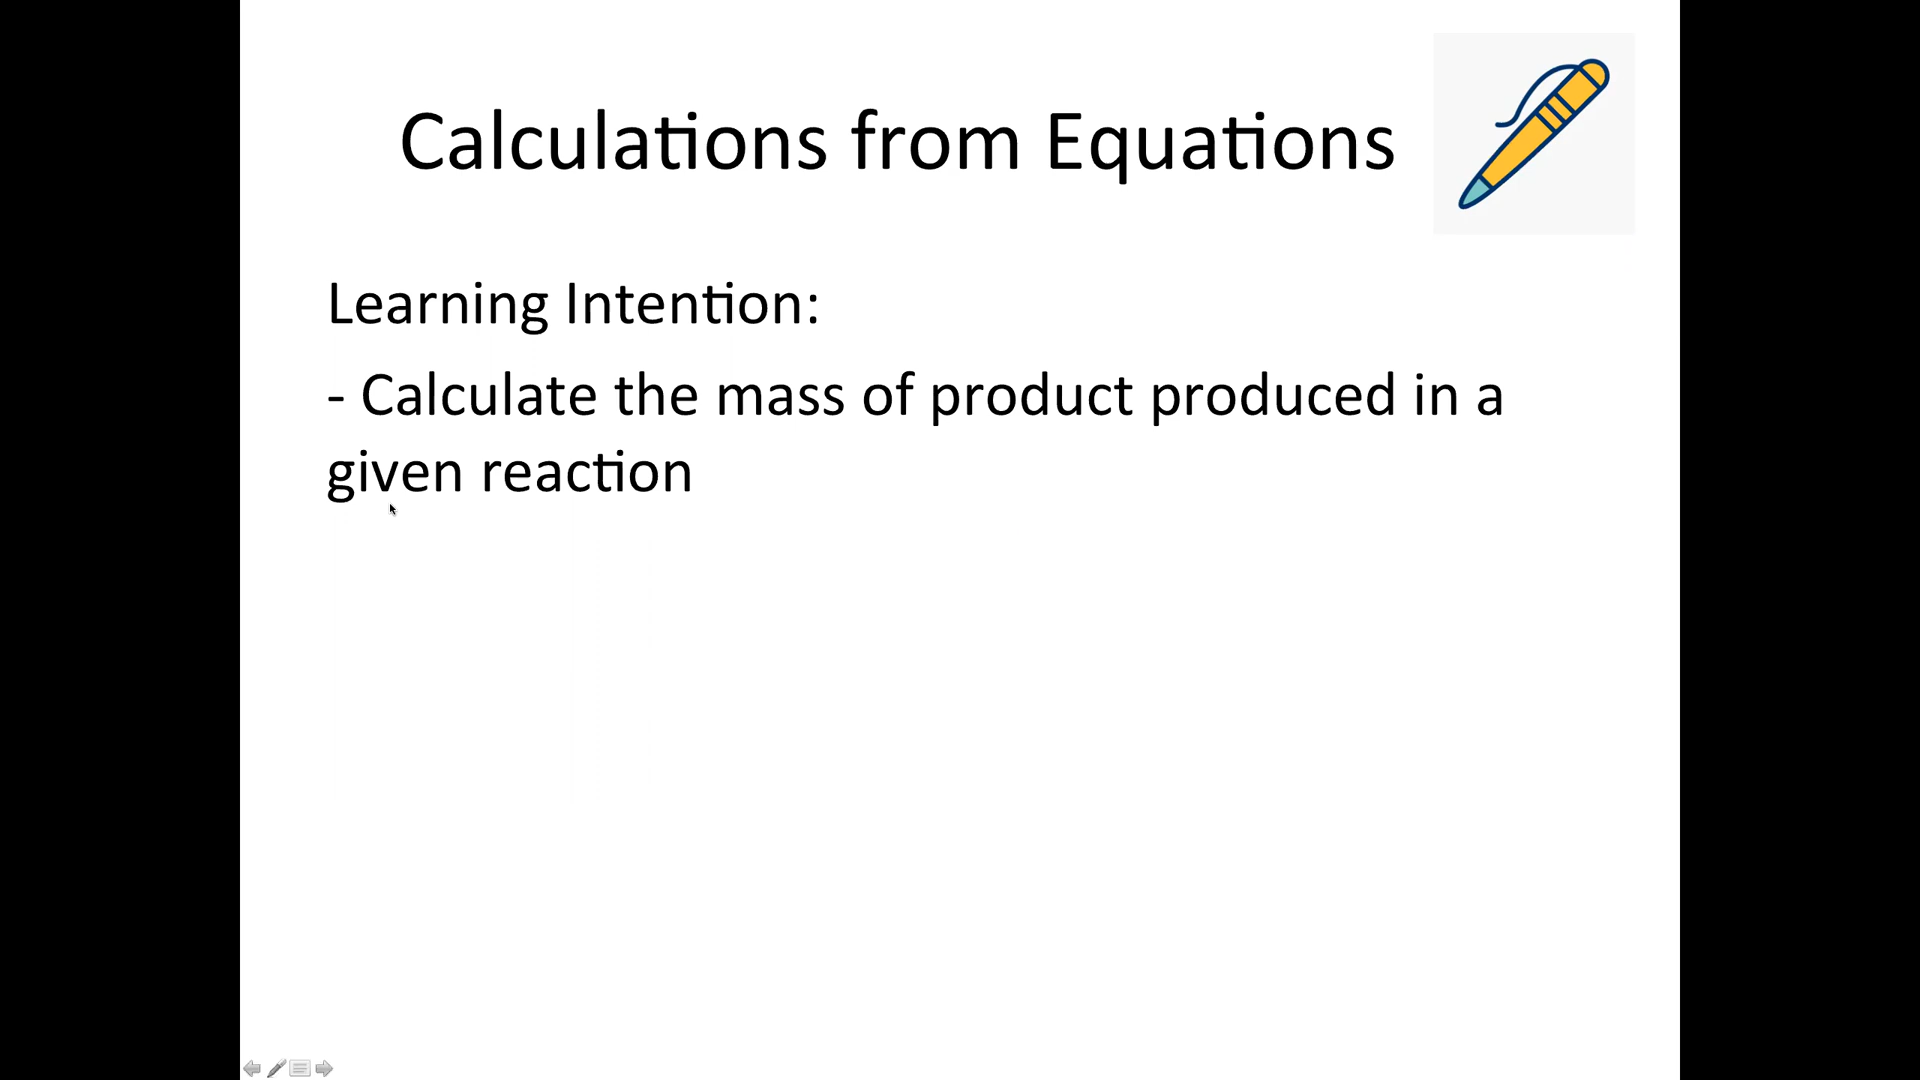 Calculations from Equations
Learning Intention:
- Calculate the mass of product produced in a
given reaction